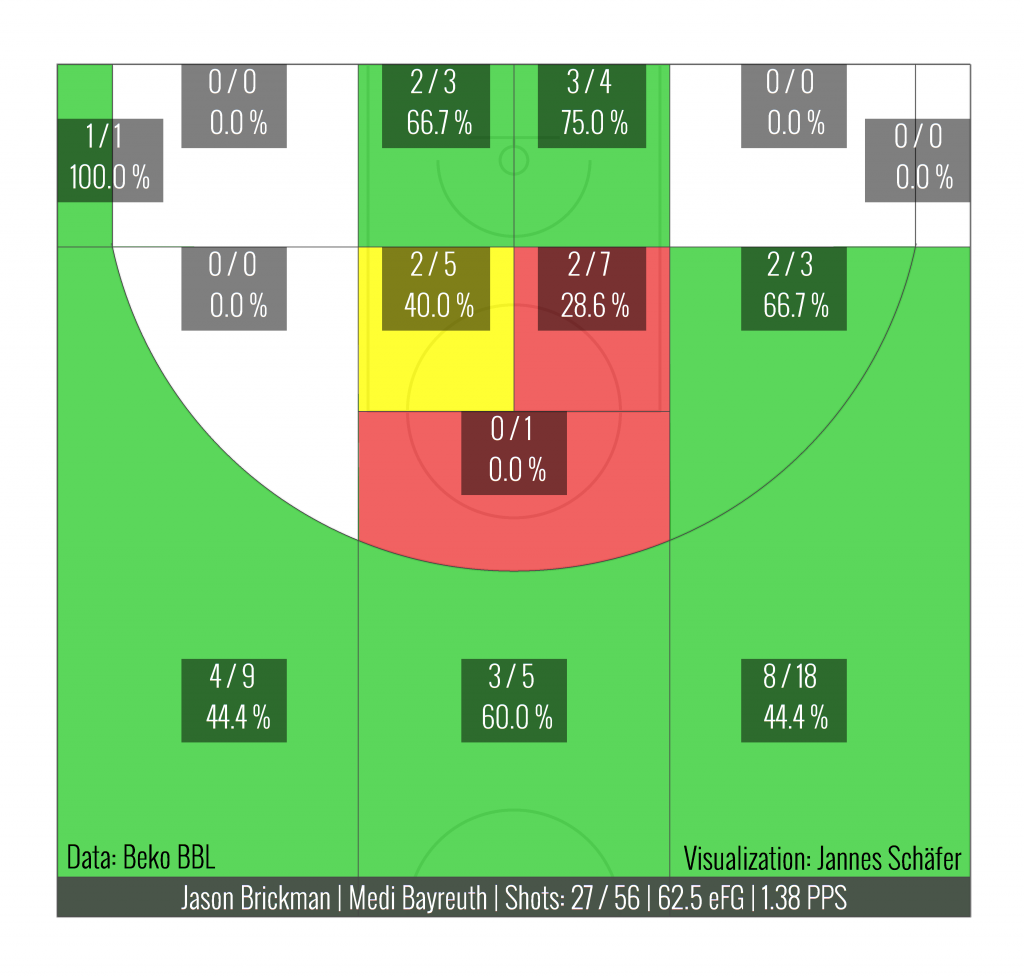 0 / 0
0.0 %
2 / 3
66.7 %
3 / 4
75.0 %
0 / 0
0.0 %
1 / 1
100.0 %
0 / 0
0.0 %
0 / 0
0.0 %
2 / 5
40.0 %
2 / 7
28.6 %
2 / 3
66.7 %
0 / 1
0.0 %
4 / 9
44.4 %
3 / 5
60.0 %
8 / 18
44.4 %
Data: Beko BBL
Visualization: Jannes Schäfer
Jason Brickman | Medi Bayreuth | Shots: 27 / 56 | 62.5 eFG | 1.38 PPS